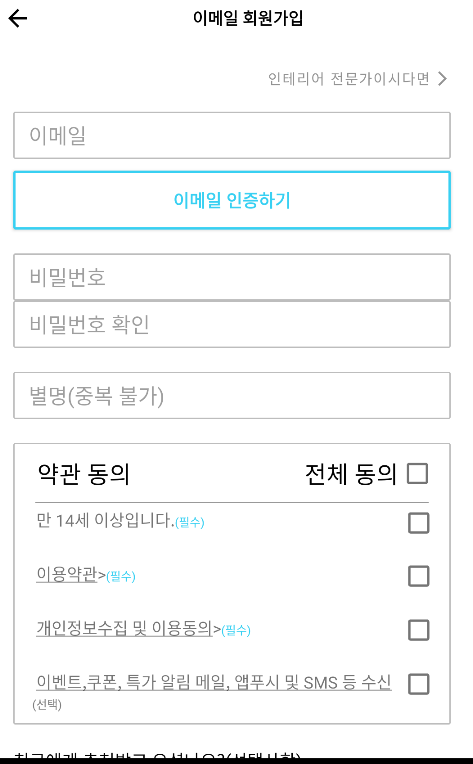 이메일 회원가입
인테리어 전문가이시다면
이메일
이메일 인증하기
비밀번호
비밀번호 확인
별명(중복 불가)
약관 동의 전체 동의
만 14세 이상입니다.(필수)
이용약관>(필수)
개인정보수집 및 이용동의>(필수)
이벤트,쿠폰, 특가 알림 메일, 앱푸시 및 SMS 등 수신
(선택)